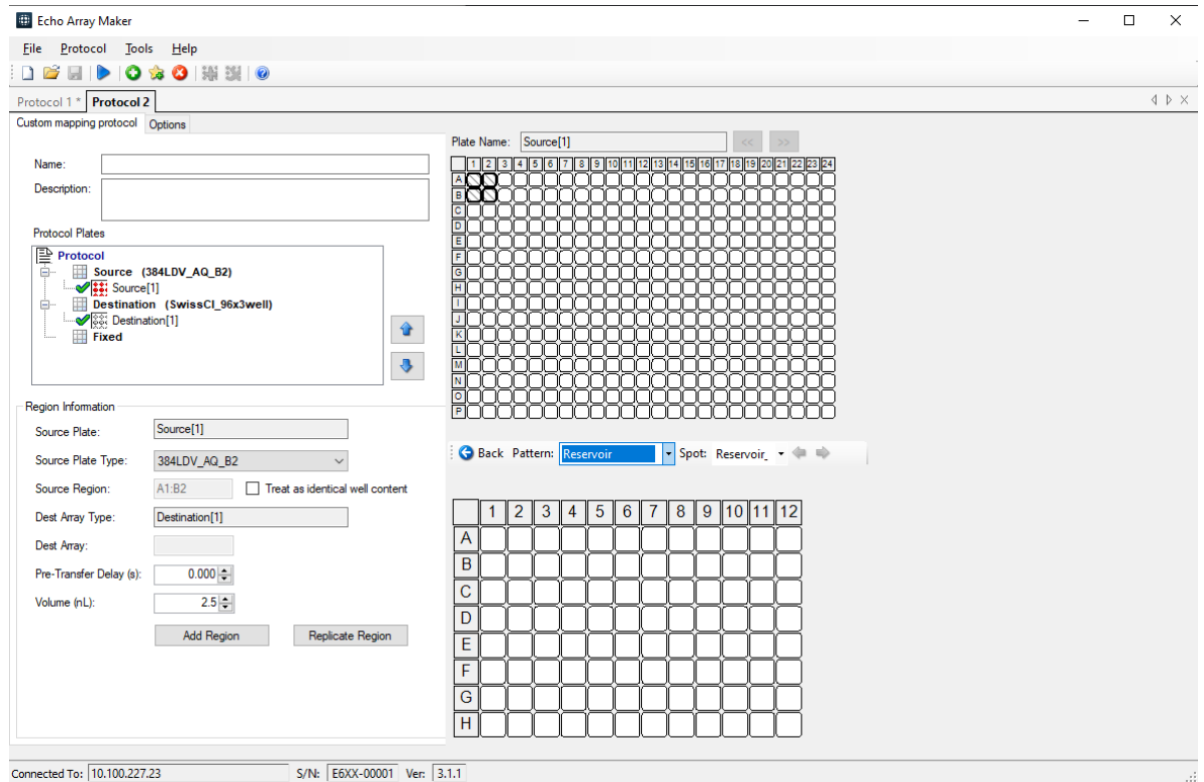 Echo Array Maker
File Protocol Tools Help
Protocol 1 * Protocol 2
Custom mapping protocol Options
Name:
Description:
Protocol Plates
Protocol
Source (384LDV_AQ_B2)
Source[1]
Destination (SwissCI_96x3well)
Destination[1]
Fixed
Region Information
Source Plate: Source[1]
Source Plate Type: 384LDV_AQ_B2
Source Region: A1:B2 Treat as identical well content
Dest Array Type: Destination[1]
Dest Array:
Pre-Transfer Delay (s): 0.000
Volume (nL): 2.5
Add Region Replicate Region
Plate Name: Source[1] << >>
1 2 3 4 5 6 7 8 9 10 11 12 13 14 15 16 17 18 19 20 21 22 23 24
A
B
C
D
E
F
G
H
I
J
K
L
M
N
O
P
Back Pattern: Reservoir Spot: Reservoir_
1 2 3 4 5 6 7 8 9 10 11 12
A
B
C
D
E
F
G
H
Connected To: 10.100.227.23 S/N: E6XX-00001 Ver: 3.1.1